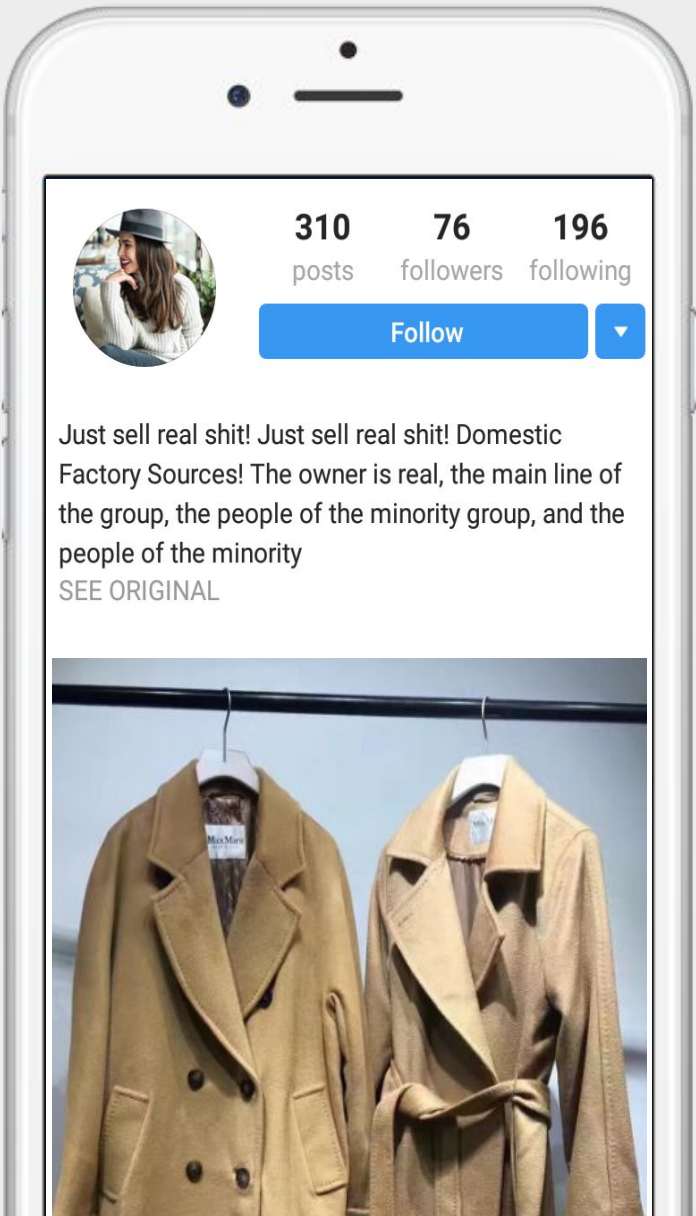 310 76 196
posts followers following
Follow
Just sell real shit! Just sell real shit! Domestic
Factory Sources! The owner is real, the main line of
the group, the people of the minority group, and the
people of the minority
SEE ORIGINAL
MaxMara